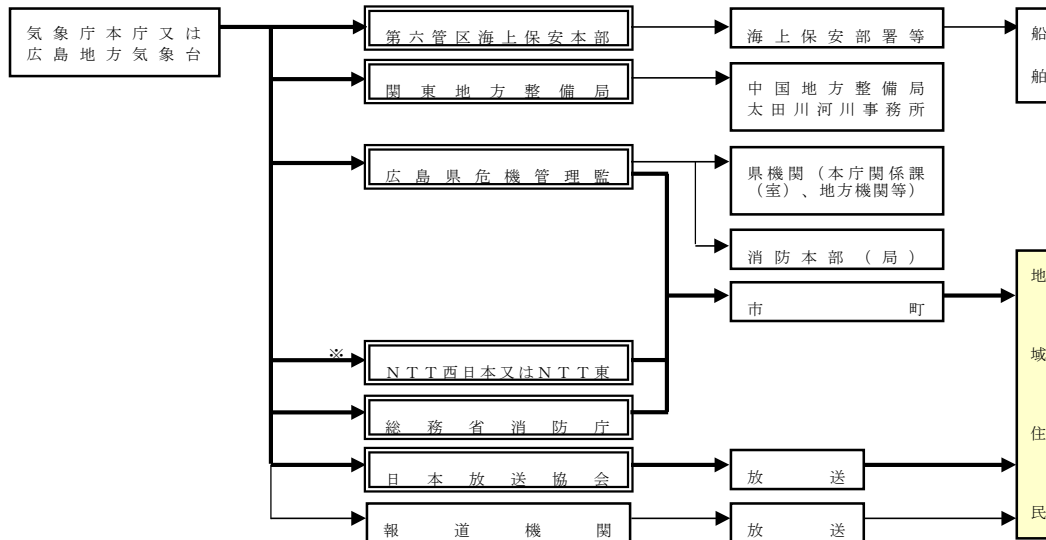 気象庁本庁又は
広島地方気象台
第六管区海上保安本部
海上保安部署等
船
舶
関東地方整備局
中国地方整備局
太田川河川事務所
広島県危機管理監
県機関（本庁関係課
（室）、地方機関等）
消防本部（局）
市町
※
ＮＴＴ西日本又はＮＴＴ東
総務省消防庁
日本放送協会
放送
報道機関
放送
地
域
住
民